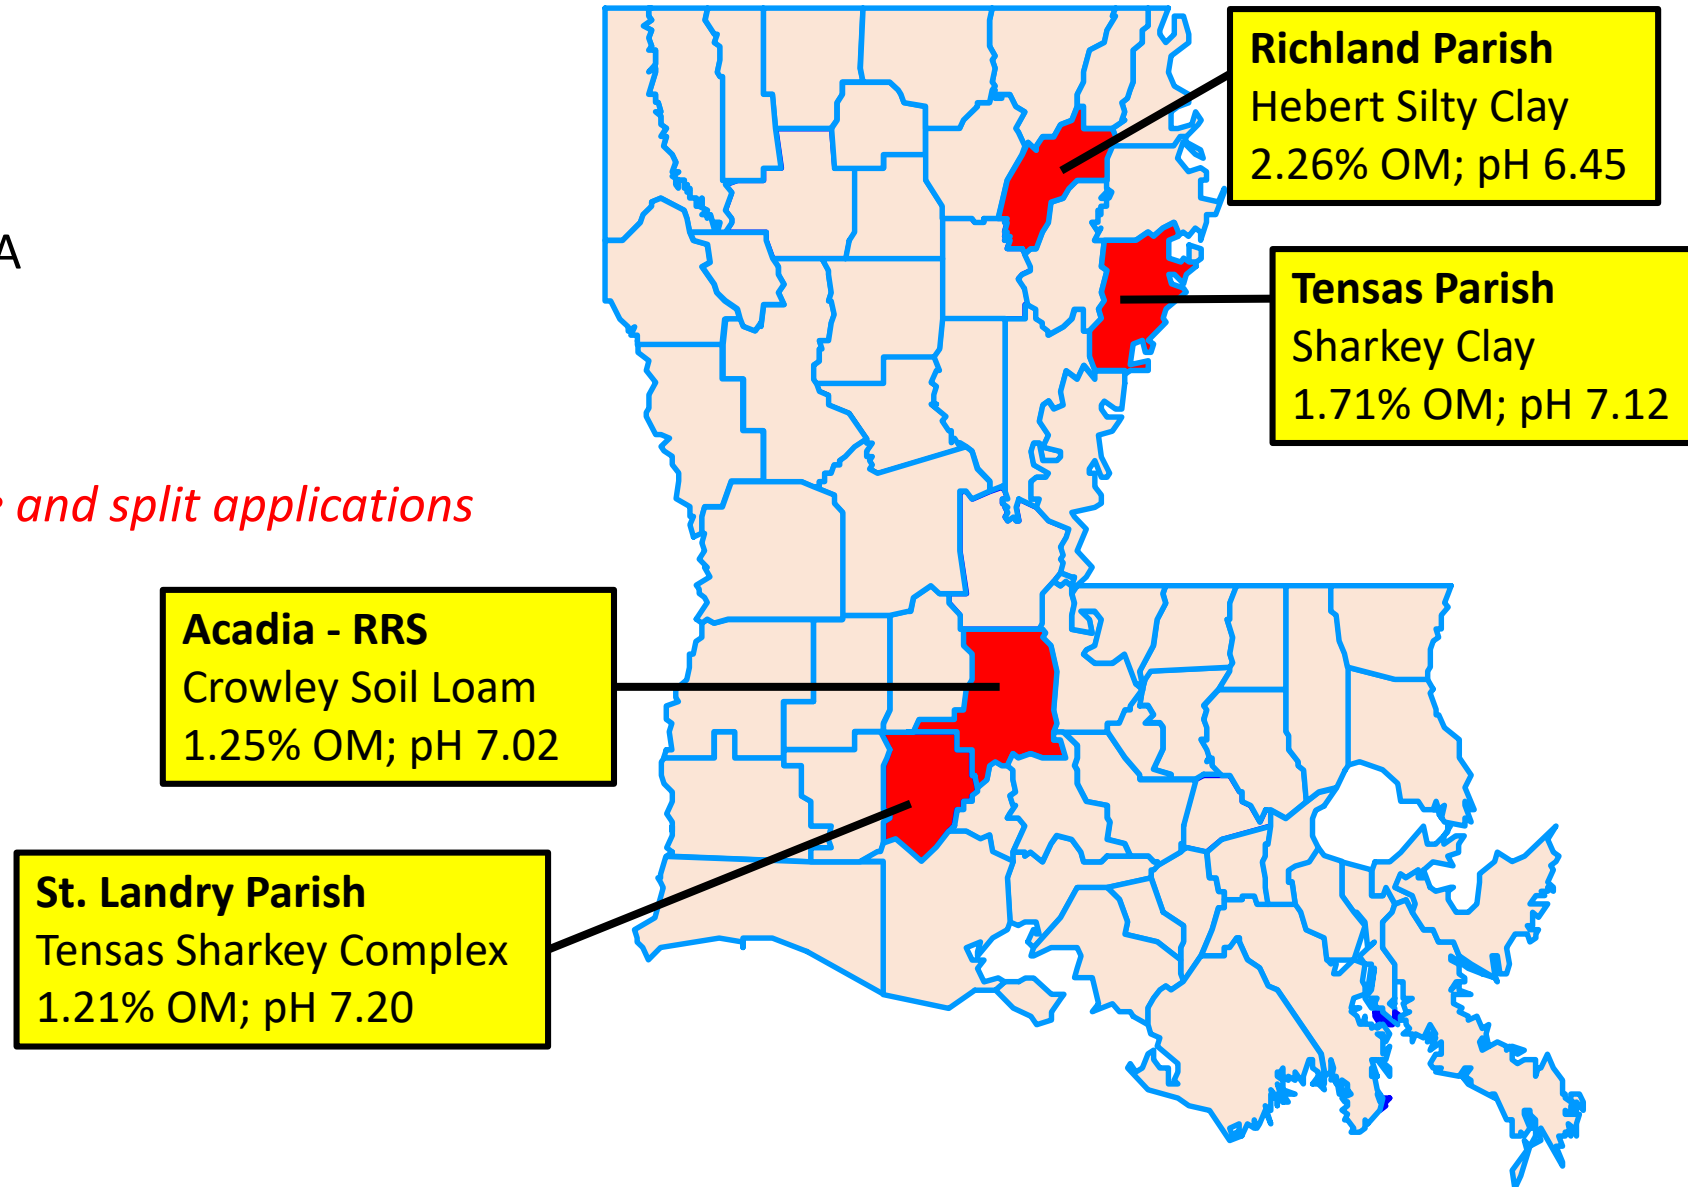 Richland Parish
Hebert Silty Clay
2.26% OM; pH 6.45
A
Tensas Parish
Sharkey Clay
1.71% OM; pH 7.12
and split applications
Acadia - RRS
Crowley Soil Loam
1.25% OM; pH 7.02
St. Landry Parish
Tensas Sharkey Complex
1.21% OM; pH 7.20